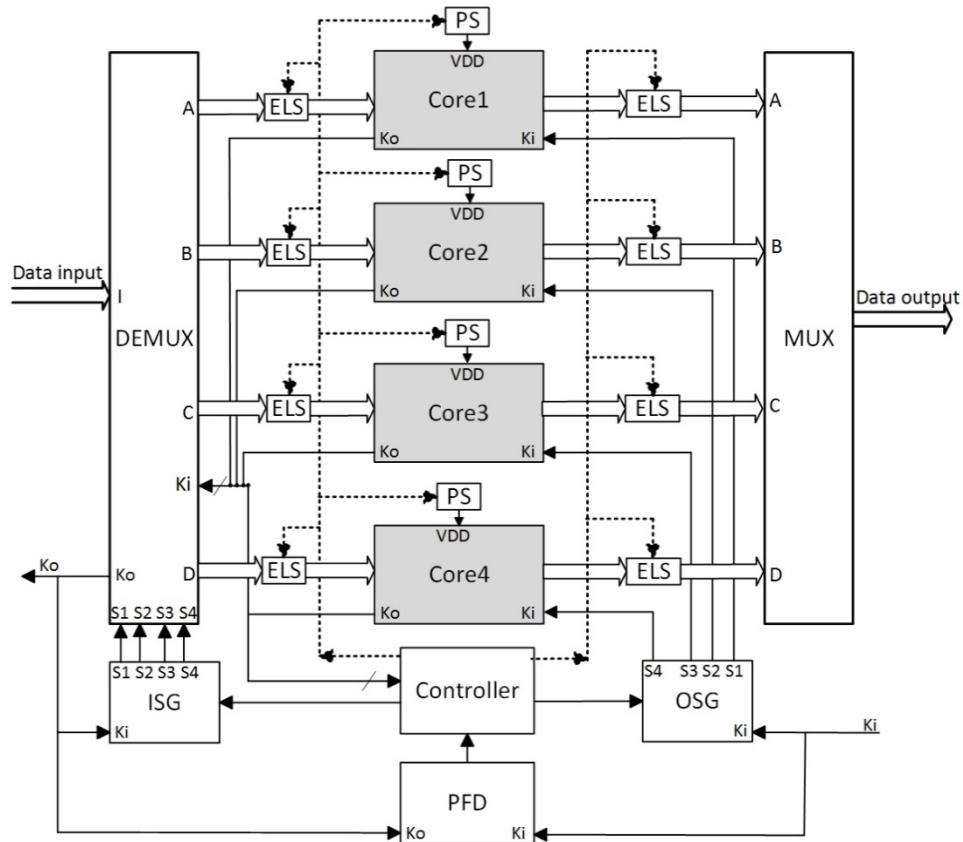 PS
VDD
A ELS Core1 ELS A
Ko Ki
PS
VDD
B ELS Core2 ELS B
Data input
Ko Ki
I
Data output
DEMUX
MUX
PS
VDD
C ELS Core3 ELS C
Ko Ki
Ki
PS
VDD
D ELS Core4 ELS D
Ko Ko
Ko Ki
S1 S2 S3 S4
S1 S2 S3 S4
ISG
Ki
Controller
S4 S3 S2 S1
OSG
Ki
Ki
PFD
Ko Ki